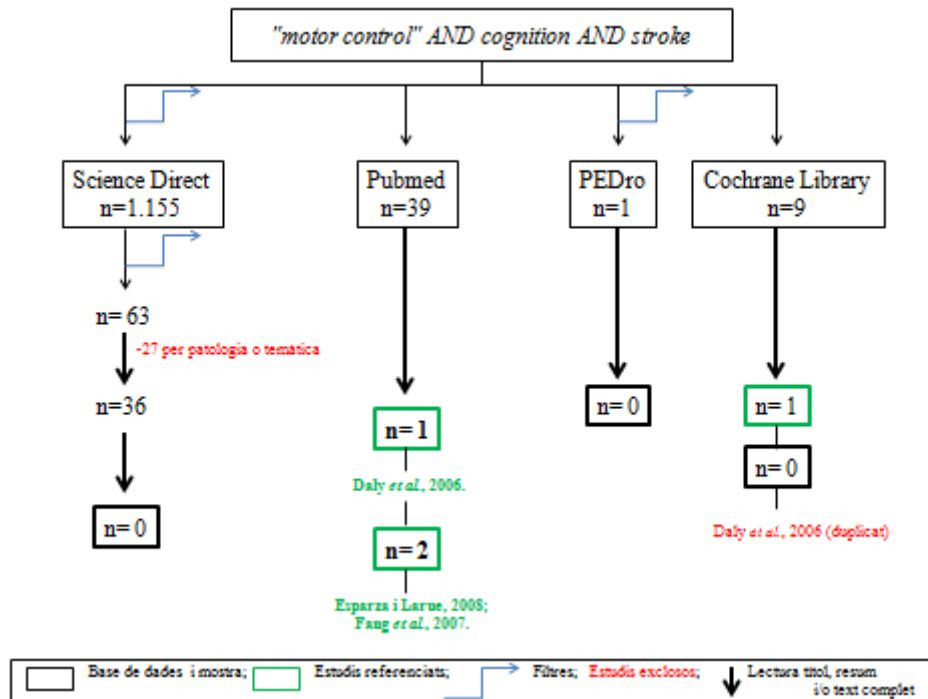 "motor control" AND cognition AND stroke
Science Direct
n=1.155
Pubmed
n=39
PEDro
n=1
Cochrane Library
n=9
n= 63
-27 per patologia o temàtica
n=36
n= 0
n= 1
Daly et al., 2006.
n= 2
Esparza i Larue, 2008;
Fang et al., 2007.
n= 0
n= 1
n= 0
Daly et al., 2006 (duplicat)
Base de dades i mostra;
Estudis referenciats;
Filtres;
Estudis exclosos;
Lectura títol, resum
i/o text complet